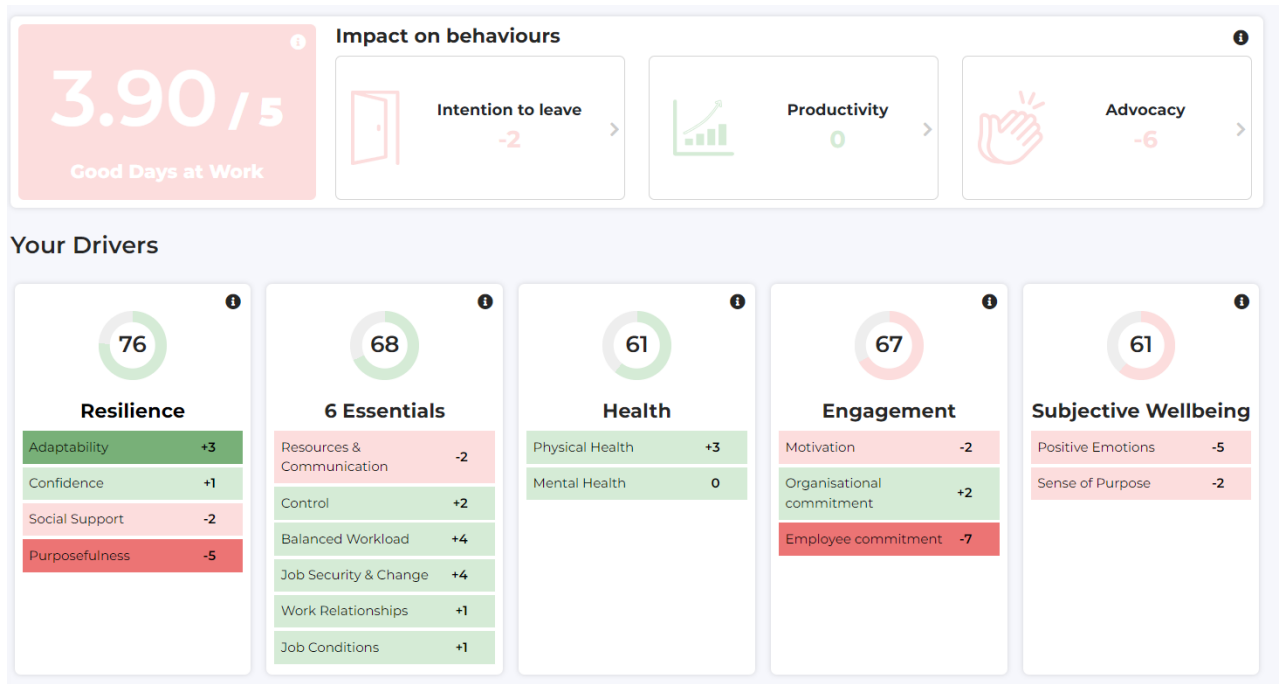 3.90 / 5
Good Days at Work
Impact on behaviours
Intention to leave
-2
Productivity
0
Advocacy
-6
Your Drivers
76
Resilience
Adaptability +3
Confidence +1
Social Support -2
Purposefulness -5
68
6 Essentials
Resources &
Communication -2
Control +2
Balanced Workload +4
Job Security & Change +4
Work Relationships +1
Job Conditions +1
61
Health
Physical Health +3
Mental Health 0
67
Engagement
Motivation -2
Organisational
commitment +2
Employee commitment -7
61
Subjective Wellbeing
Positive Emotions -5
Sense of Purpose -2